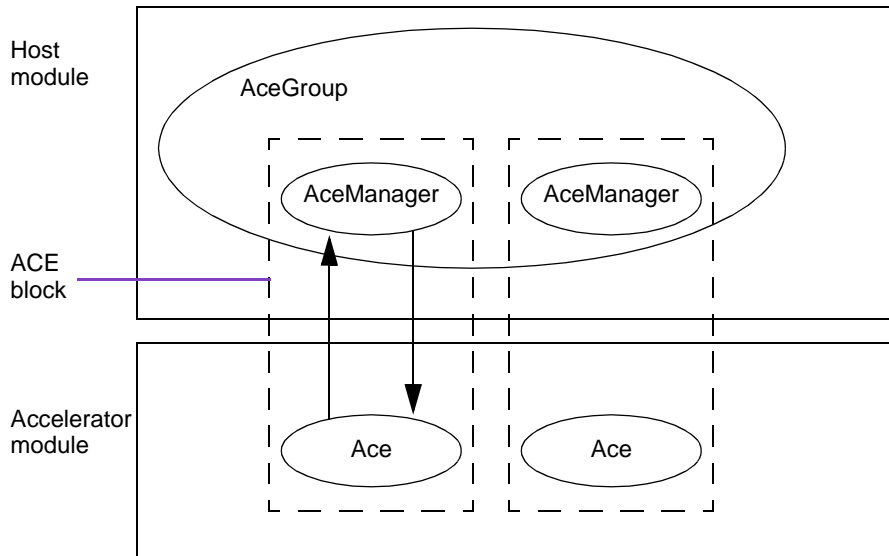 Host
module
AceGroup
AceManager
AceManager
ACE
block
Accelerator
module
Ace
Ace